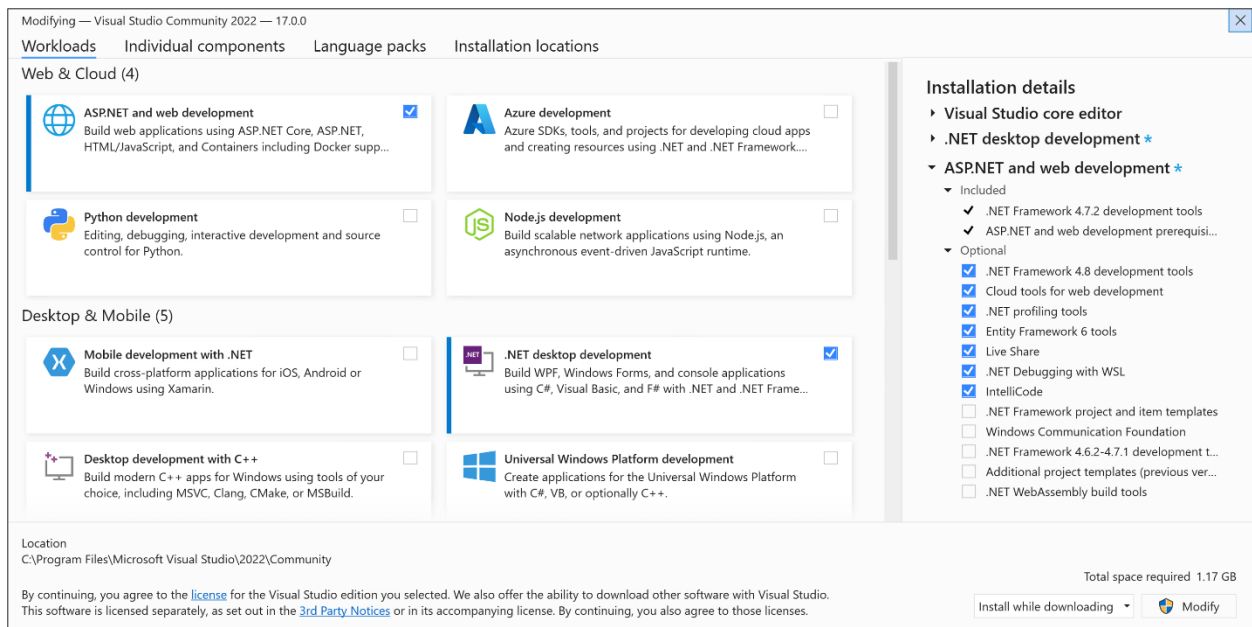 Modifying — Visual Studio Community 2022 — 17.0.0
Workloads Individual components Language packs Installation locations
Web & Cloud (4)
ASP.NET and web development
Build web applications using ASP.NET Core, ASP.NET,
HTML/JavaScript, and Containers including Docker supp...
Azure development
Azure SDKs, tools, and projects for developing cloud apps
and creating resources using .NET and .NET Framework....
Python development
Editing, debugging, interactive development and source
control for Python.
Node.js development
Build scalable network applications using Node.js, an
asynchronous event-driven JavaScript runtime.
Desktop & Mobile (5)
Mobile development with .NET
Build cross-platform applications for iOS, Android or
Windows using Xamarin.
.NET
.NET desktop development
Build WPF, Windows Forms, and console applications
using C#, Visual Basic, and F# with .NET and .NET Frame...
Desktop development with C++
Build modern C++ apps for Windows using tools of your
choice, including MSVC, Clang, CMake, or MSBuild.
Universal Windows Platform development
Create applications for the Universal Windows Platform
with C#, VB, or optionally C++.
Installation details
Visual Studio core editor
.NET desktop development *
ASP.NET and web development *
Included
.NET Framework 4.7.2 development tools
ASP.NET and web development prerequisi...
Optional
.NET Framework 4.8 development tools
Cloud tools for web development
.NET profiling tools
Entity Framework 6 tools
Live Share
.NET Debugging with WSL
IntelliCode
.NET Framework project and item templates
Windows Communication Foundation
.NET Framework 4.6.2-4.7.1 development t...
Additional project templates (previous ver...
.NET WebAssembly build tools
Location
C:\Program Files\Microsoft Visual Studio\2022\Community
By continuing, you agree to the license for the Visual Studio edition you selected. We also offer the ability to download other software with Visual Studio.
This software is licensed separately, as set out in the 3rd Party Notices or in its accompanying license. By continuing, you also agree to those licenses.
Total space required 1.17 GB
Install while downloading
Modify